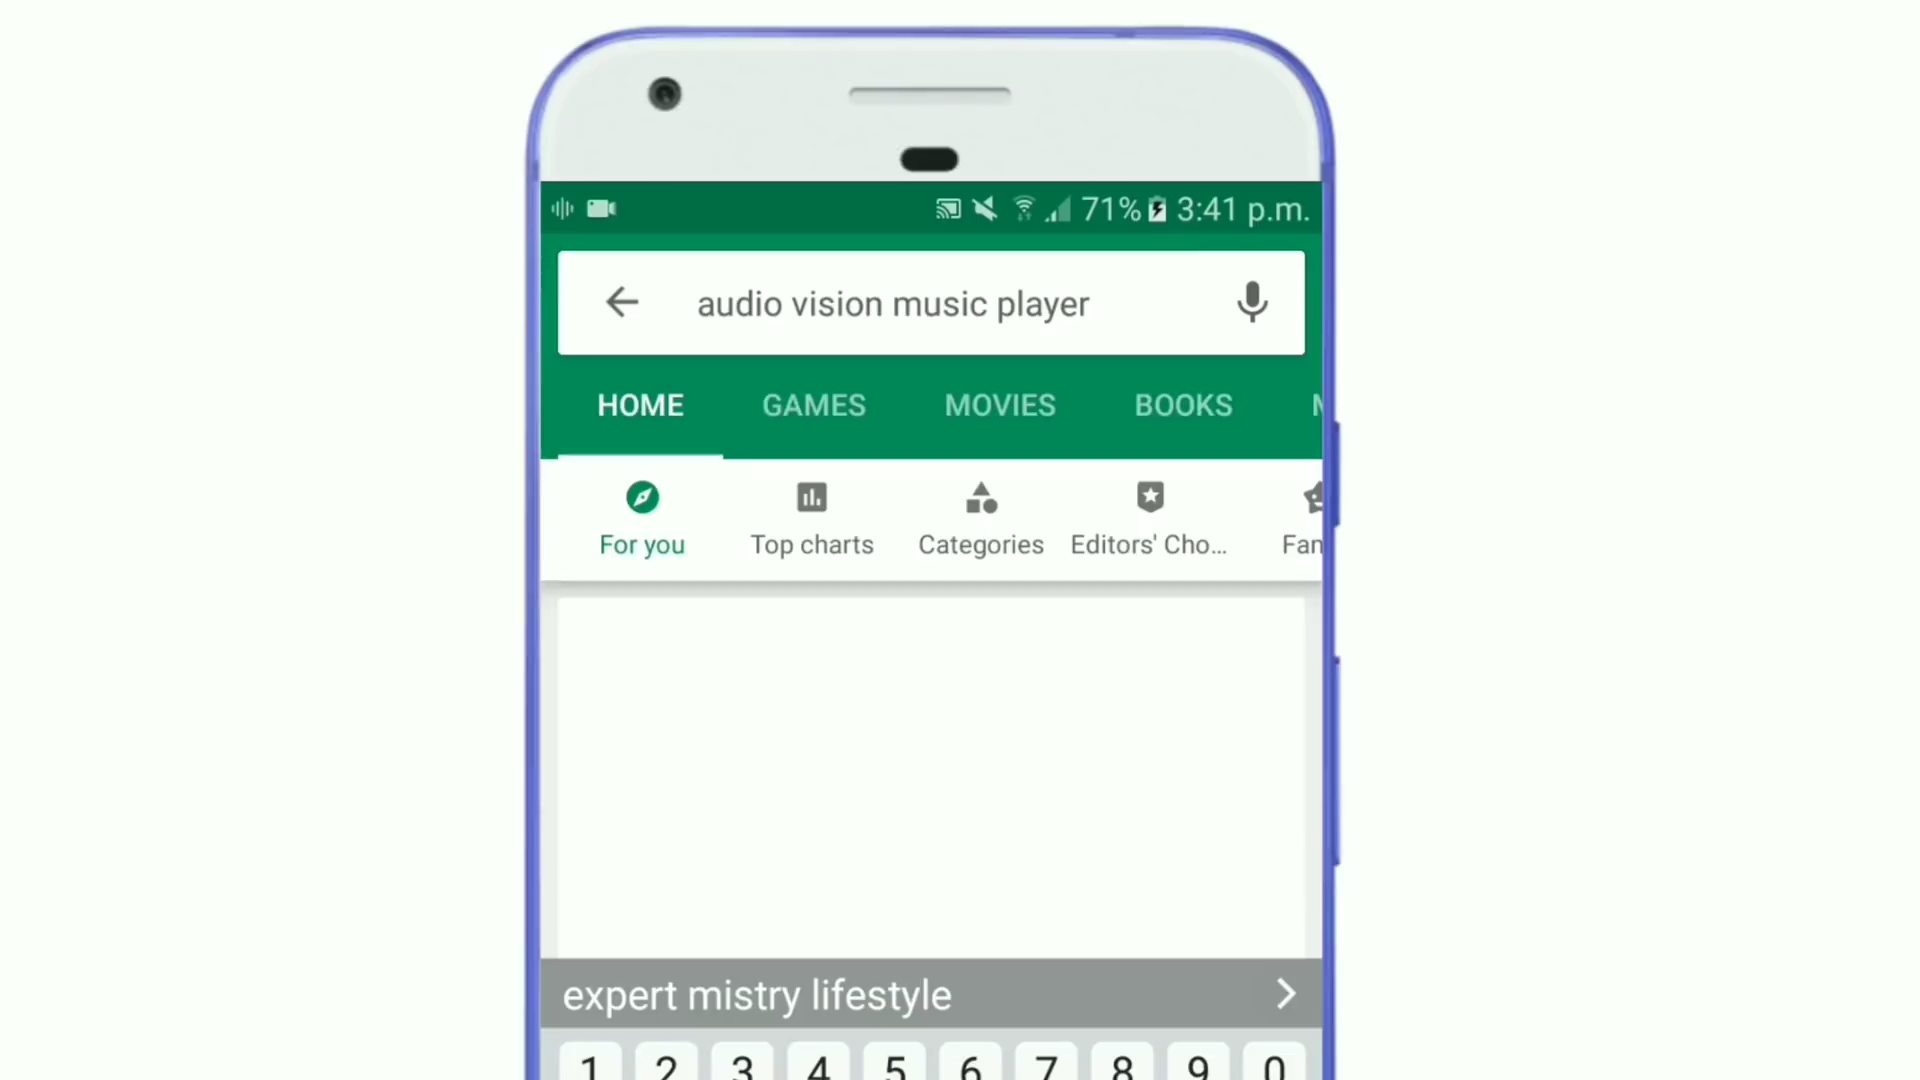 71% 3:41 p.m.
audio vision music player
HOME GAMES MOVIES BOOKS
For you Top charts Categories Editors' Cho... Fan
expert mistry lifestyle
1 2 3 4 5 6 7 8 9 0